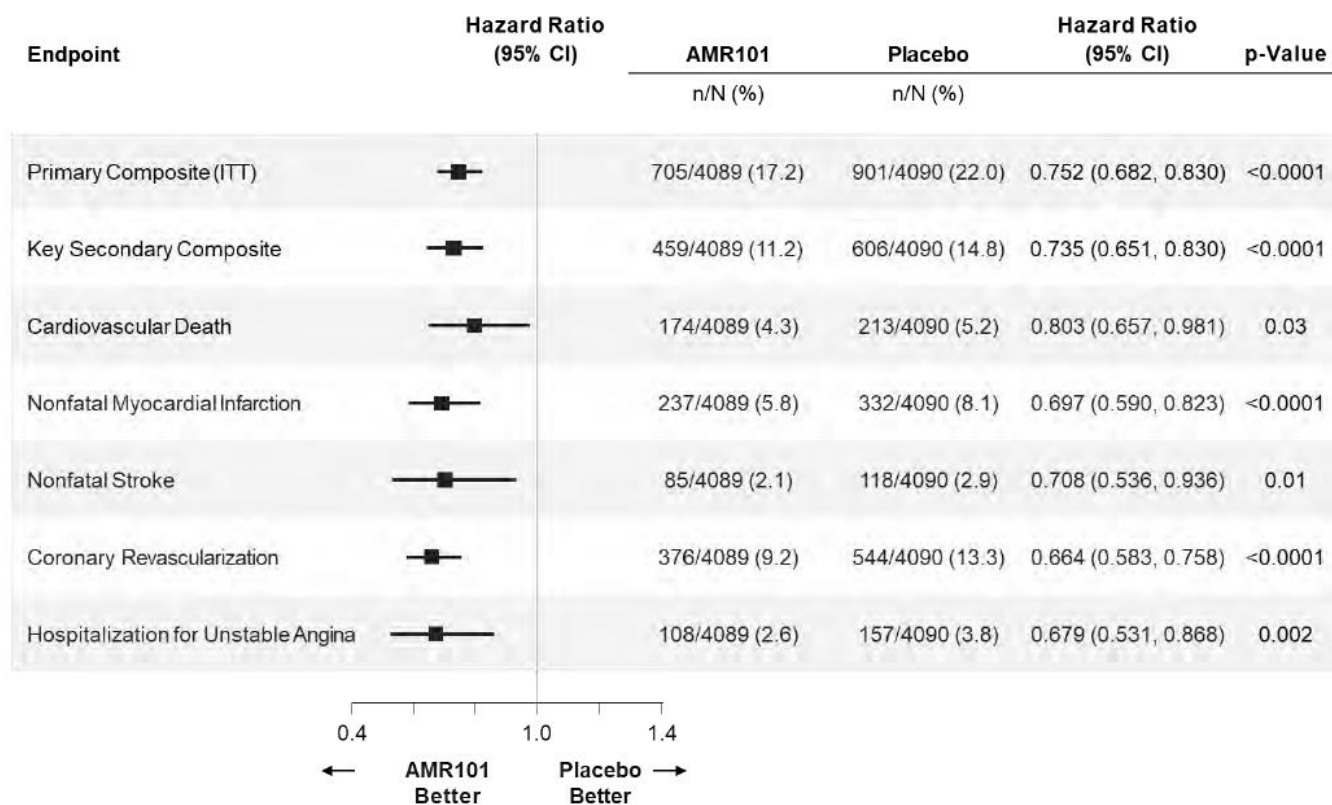 Hazard Ratio Hazard Ratio
Endpoint (95% CI) AMR101 Placebo (95% CI) p-Value
n/N (%) n/N (%)
Primary Composite (ITT) 705/4089 (17.2) 901/4090 (22.0) 0.752 (0.682, 0.830) <0.0001
Key Secondary Composite 459/4089 (11.2) 606/4090 (14.8) 0.735 (0.651, 0.830) <0.0001
Cardiovascular Death 174/4089 (4.3) 213/4090 (5.2) 0.803 (0.657, 0.981) 0.03
Nonfatal Myocardial Infarction 237/4089 (5.8) 332/4090 (8.1) 0.697 (0.590, 0.823) <0.0001
Nonfatal Stroke 85/4089 (2.1) 118/4090 (2.9) 0.708 (0.536, 0.936) 0.01
Coronary Revascularization 376/4089 (9.2) 544/4090 (13.3) 0.664 (0.583, 0.758) <0.0001
Hospitalization for Unstable Angina 108/4089 (2.6) 157/4090 (3.8) 0.679 (0.531, 0.868) 0.002
0.4 1.0 1.4
← AMR101 Placebo →
Better Better